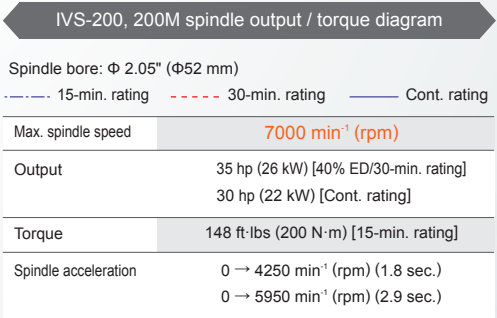 IVS-200, 200M spindle output / torque diagram
Spindle bore: Φ 2.05" (Φ52 mm)
15-min. rating 30-min. rating Cont. rating
Max. spindle speed 7000 min⁻¹ (rpm)
Output 35 hp (26 kW) [40% ED/30-min. rating]
30 hp (22 kW) [Cont. rating]
Torque 148 ft·lbs (200 N·m) [15-min. rating]
Spindle acceleration 0 → 4250 min⁻¹ (rpm) (1.8 sec.)
0 → 5950 min⁻¹ (rpm) (2.9 sec.)